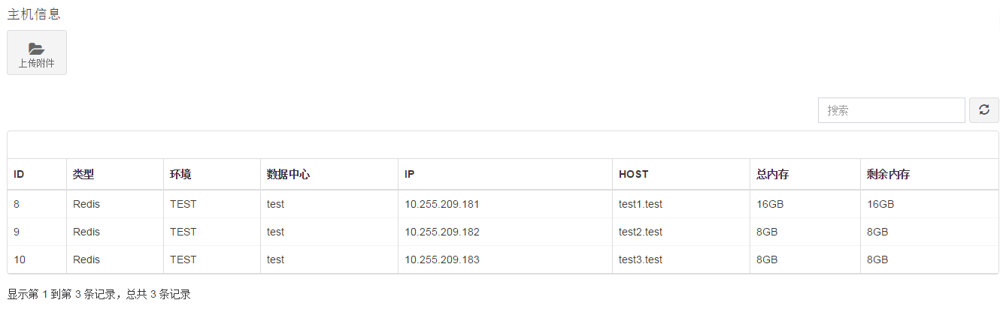 主机信息
上传附件
搜索
ID 类型 环境 数据中心 IP HOST 总内存 剩余内存
8 Redis TEST test 10.255.209.181 test1.test 16GB 16GB
9 Redis TEST test 10.255.209.182 test2.test 8GB 8GB
10 Redis TEST test 10.255.209.183 test3.test 8GB 8GB
显示第 1 到第 3 条记录，总共 3 条记录